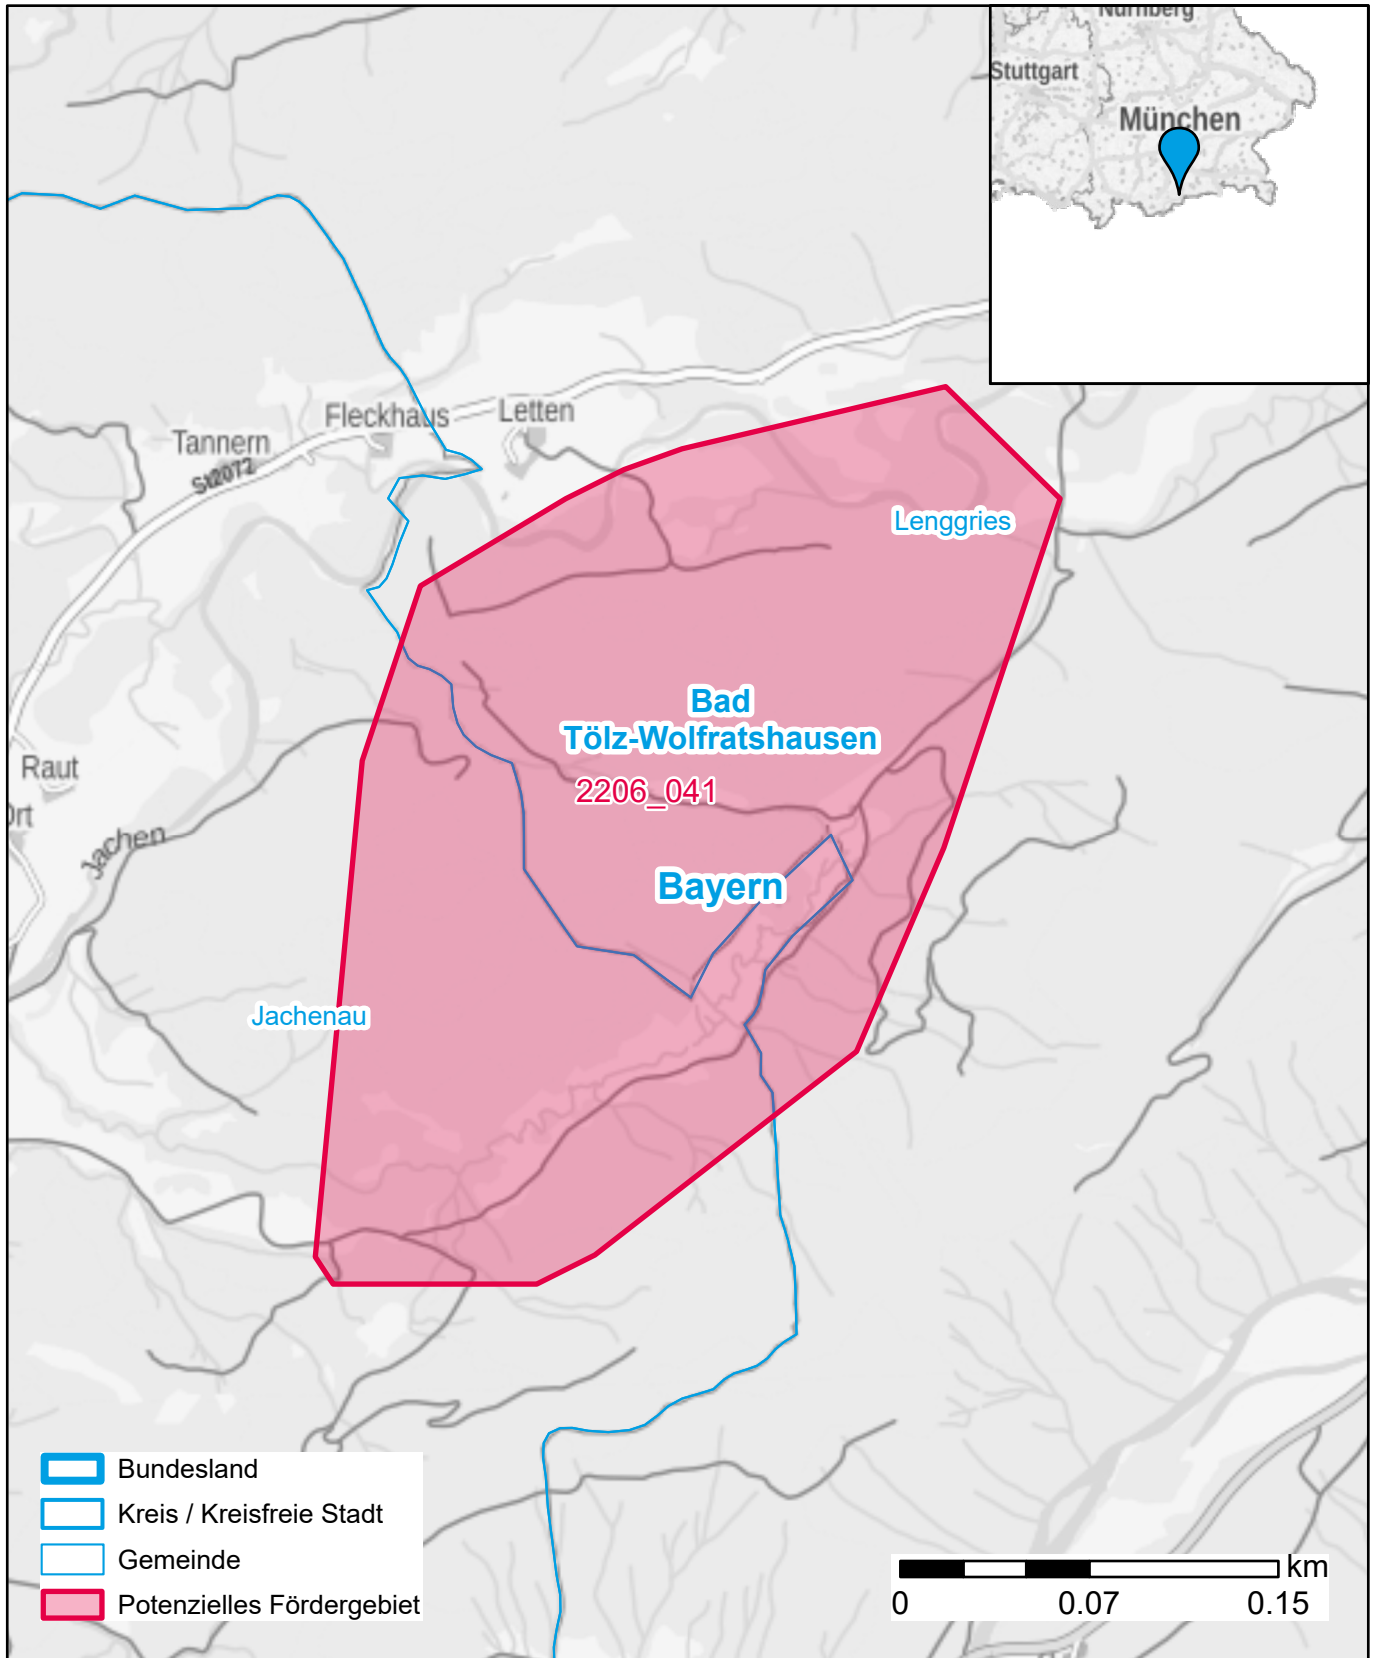 Nürnberg
Stuttgart
München
Fleckhaus
Letten
Tannern
St2072
Lenggries
Bad
Tölz-Wolfratshausen
2206_041
Raut
Ort
Jachen
Bayern
Jachenau
Bundesland
Kreis / Kreisfreie Stadt
Gemeinde
Potenzielles Fördergebiet
km
0 0.07 0.15